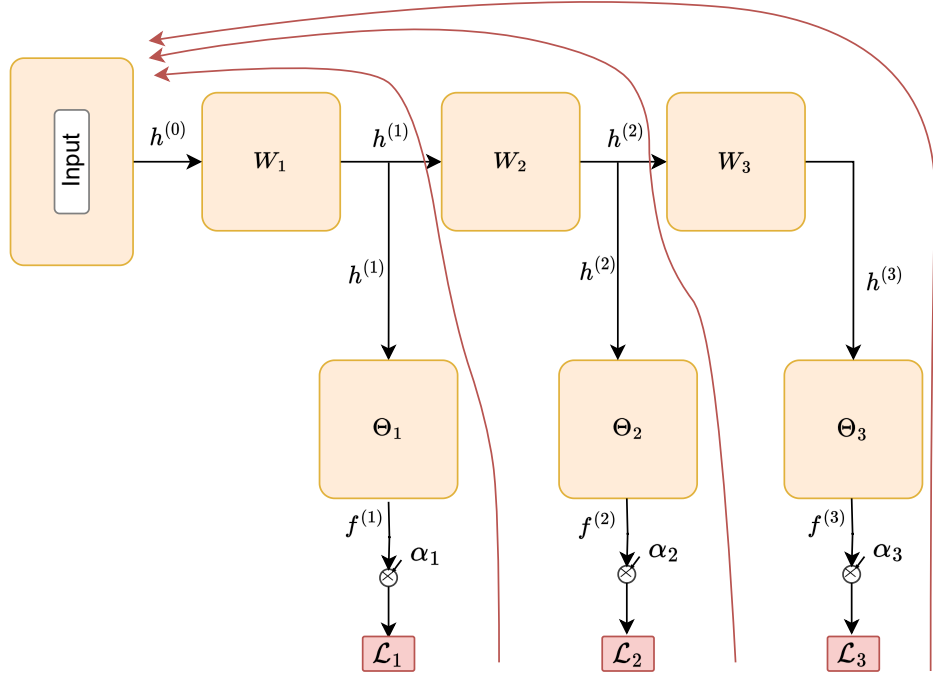 Input
h^{(0)}
W_1
h^{(1)}
W_2
h^{(2)}
W_3
h^{(1)}
h^{(2)}
h^{(3)}
Θ_1
Θ_2
Θ_3
f^{(1)}
f^{(2)}
f^{(3)}
α_1
α_2
α_3
ℒ_1
ℒ_2
ℒ_3